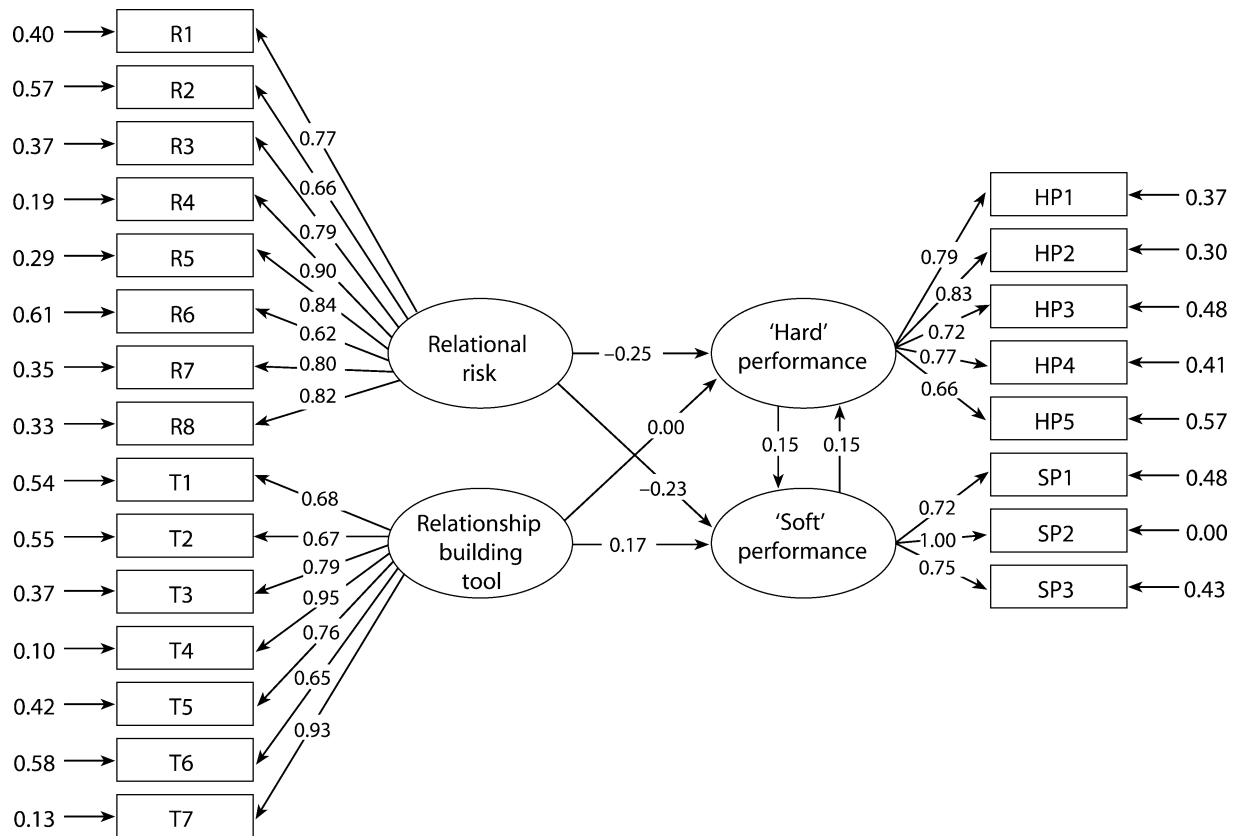 0.40
R1
0.57
R2
0.37
R3
0.19
R4
0.29
R5
0.61
R6
0.35
R7
0.33
R8
0.54
T1
0.55
T2
0.37
T3
0.10
T4
0.42
T5
0.58
T6
0.13
T7
0.77
0.66
0.79
0.90
0.84
0.62
0.80
0.82
0.68
0.67
0.79
0.95
0.76
0.65
0.93
Relational
risk
Relationship
building
tool
–0.25
0.00
–0.23
0.17
‘Hard’
performance
0.15
0.15
‘Soft’
performance
0.79
0.83
0.72
0.77
0.66
0.72
1.00
0.75
HP1
0.37
HP2
0.30
HP3
0.48
HP4
0.41
HP5
0.57
SP1
0.48
SP2
0.00
SP3
0.43